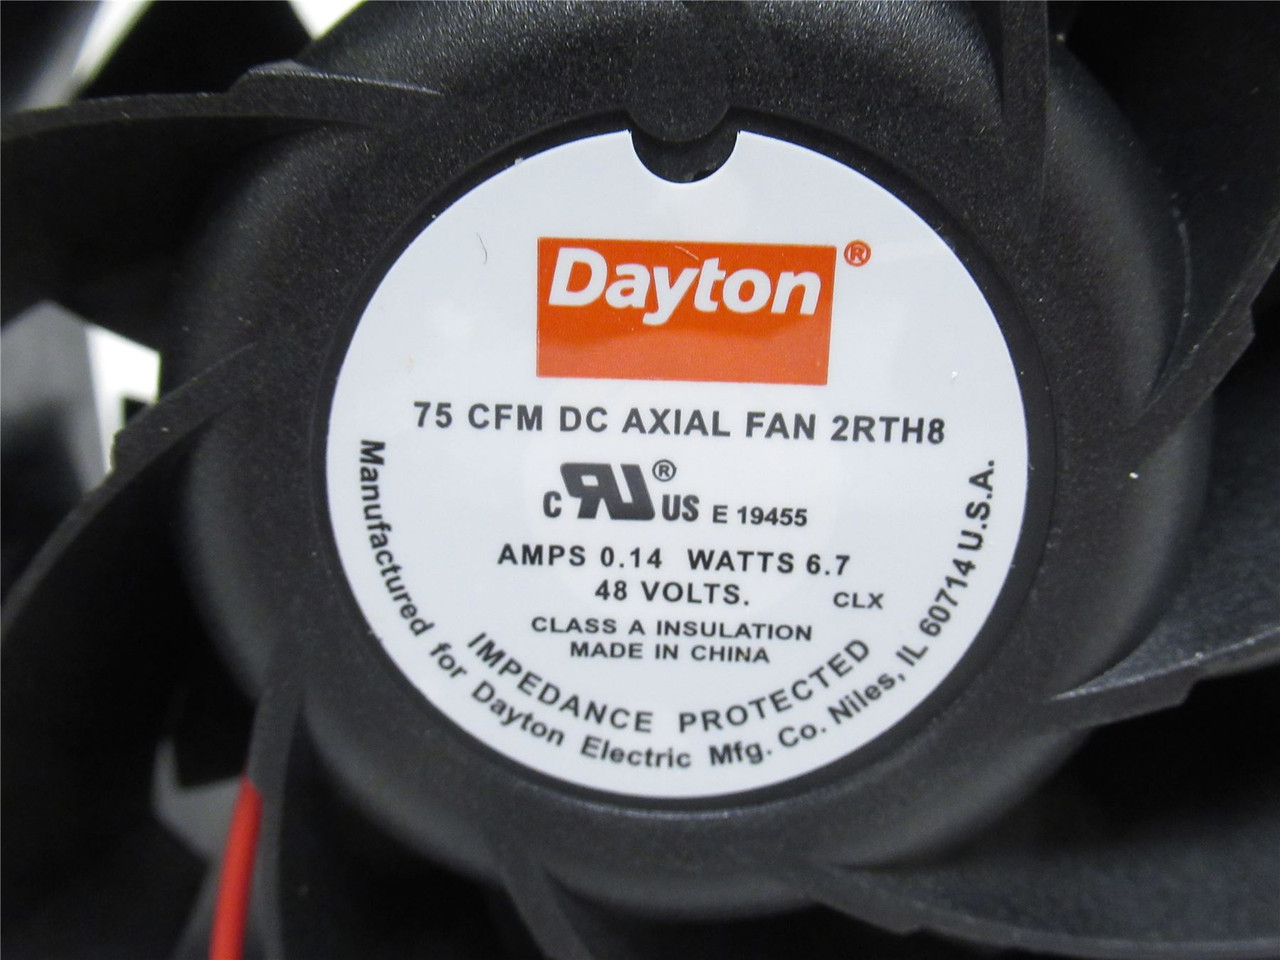 Dayton®
75 CFM DC AXIAL FAN 2RTH8
c RU® US E 19455
AMPS 0.14 WATTS 6.7
48 VOLTS. CLX
CLASS A INSULATION
MADE IN CHINA
IMPEDANCE PROTECTED
Manufactured for Dayton Electric Mfg. Co. Niles, IL 60714 U.S.A.